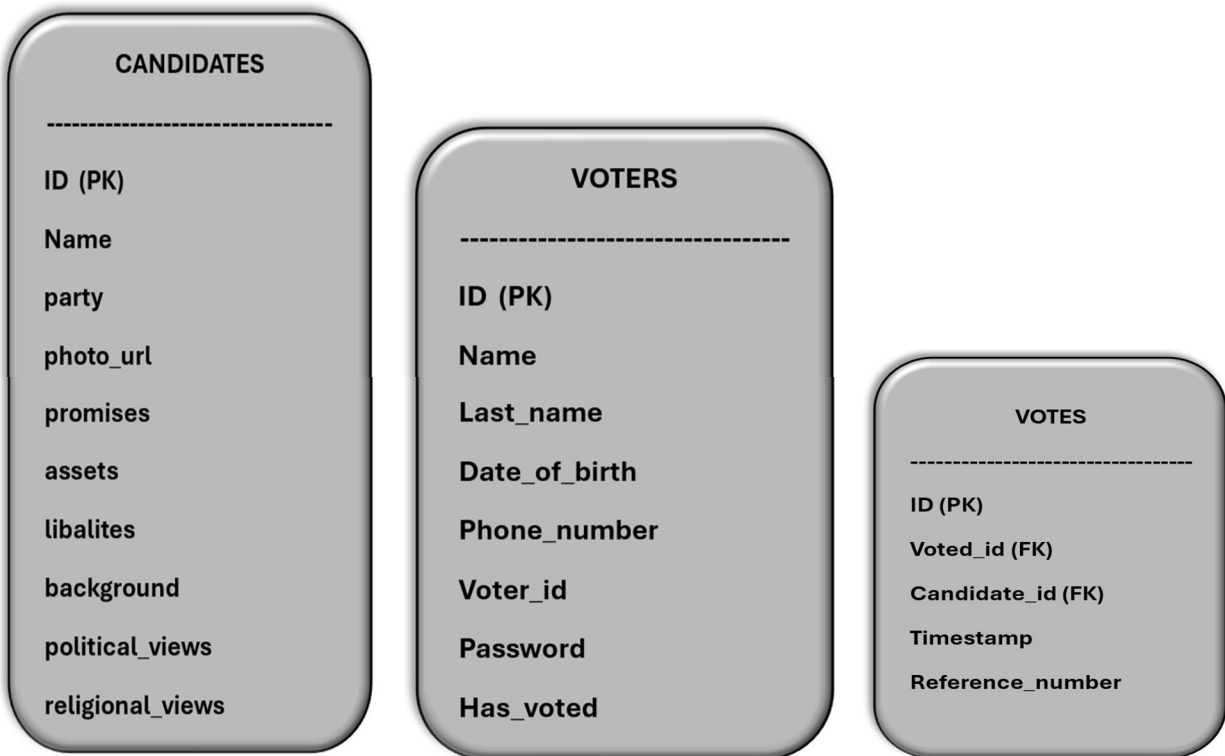 CANDIDATES
----------------------------------
ID (PK)
Name
party
photo_url
promises
assets
libalites
background
political_views
religional_views
VOTERS
----------------------------------
ID (PK)
Name
Last_name
Date_of_birth
Phone_number
Voter_id
Password
Has_voted
VOTES
----------------------------------
ID (PK)
Voted_id (FK)
Candidate_id (FK)
Timestamp
Reference_number